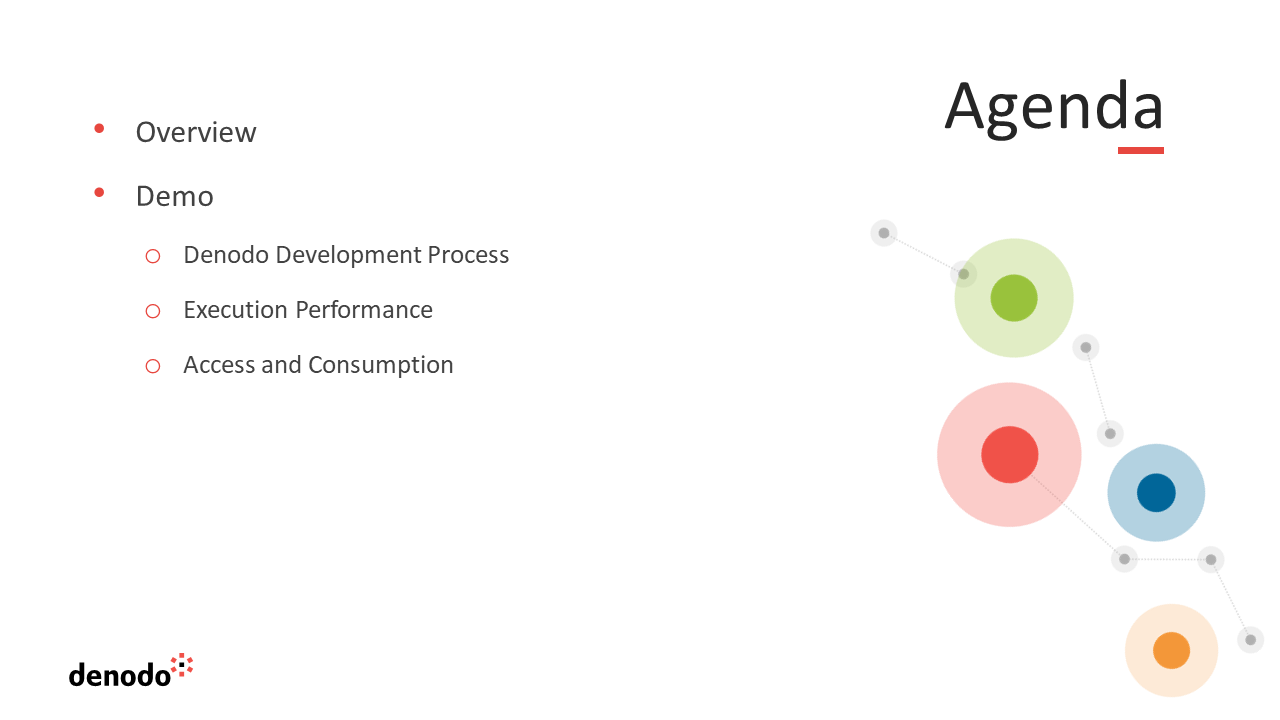 Agenda
Overview
Demo
Denodo Development Process
Execution Performance
Access and Consumption
denodo